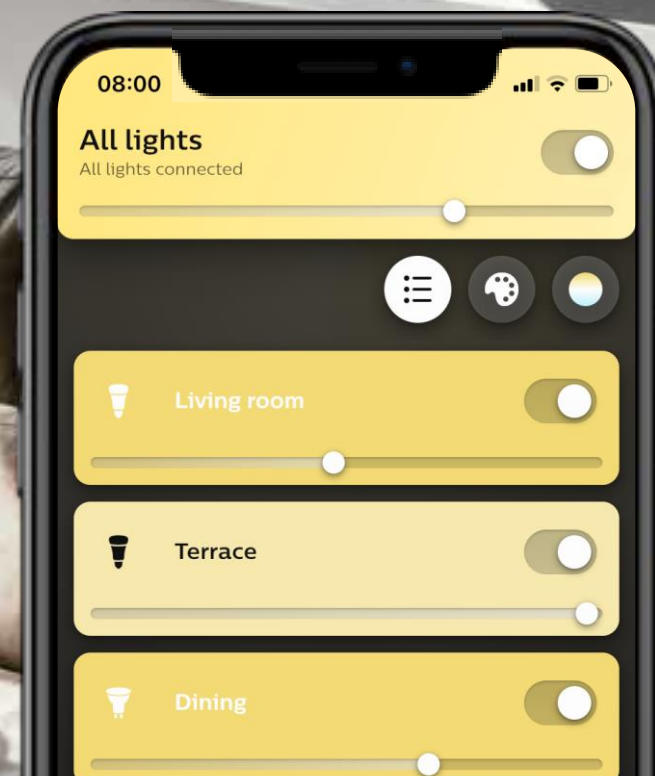 08:00
All lights
All lights connected
Living room
Terrace
Dining